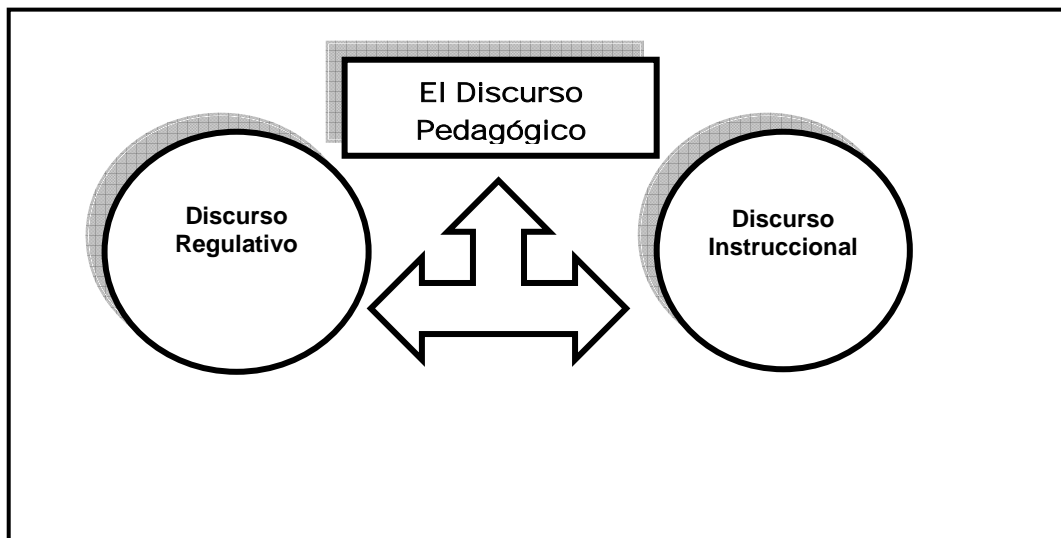 El Discurso
Pedagógico
Discurso
Regulativo
Discurso
Instruccional